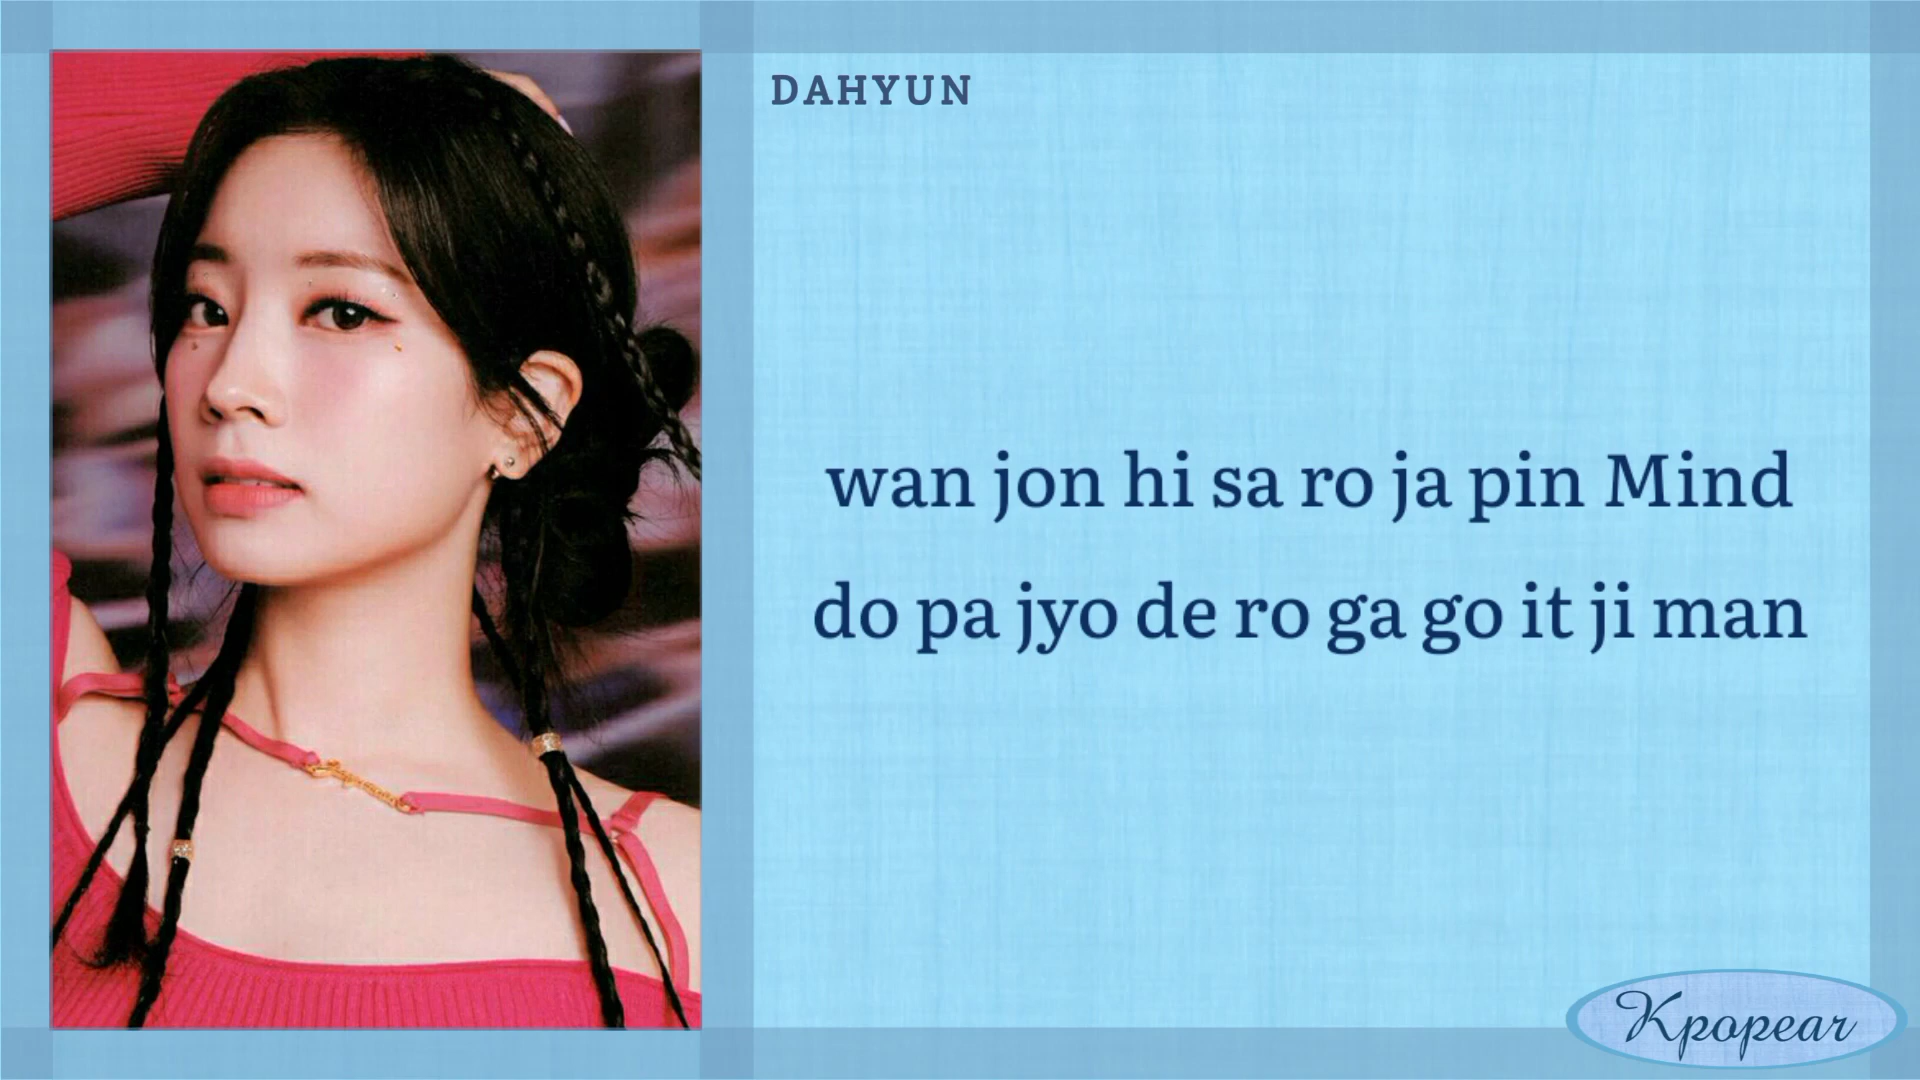 DAHYUN
wan jon hi sa ro ja pin Mind
do pa jyo de ro ga go it ji man
Kpopear